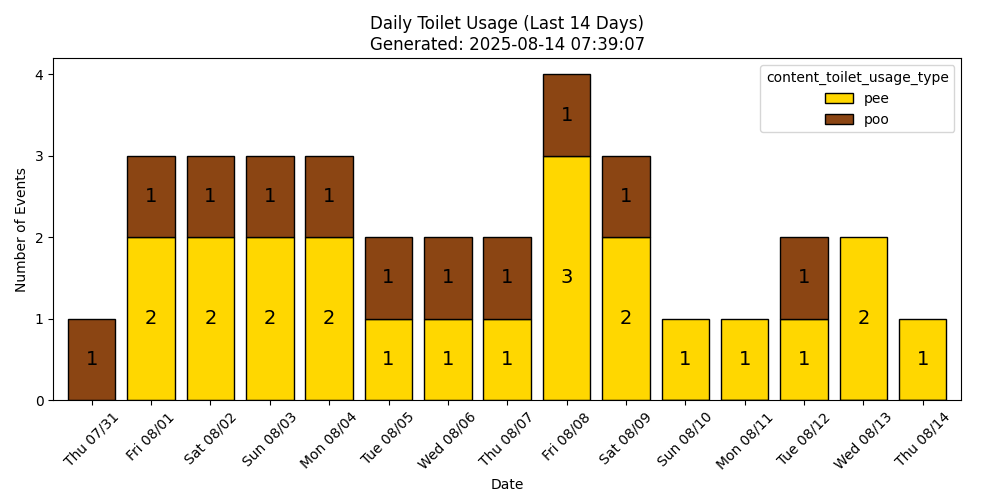 Daily Toilet Usage (Last 14 Days)
Generated: 2025-08-14 07:39:07
content_toilet_usage_type
pee
poo
Number of Events
4
3
2
1
0
1
1
1
1
1
1
1
1
1
1
1
2
2
2
2
1
1
1
3
2
1
1
1
2
1
Thu 07/31
Fri 08/01
Sat 08/02
Sun 08/03
Mon 08/04
Tue 08/05
Wed 08/06
Thu 08/07
Fri 08/08
Sat 08/09
Sun 08/10
Mon 08/11
Tue 08/12
Wed 08/13
Thu 08/14
Date